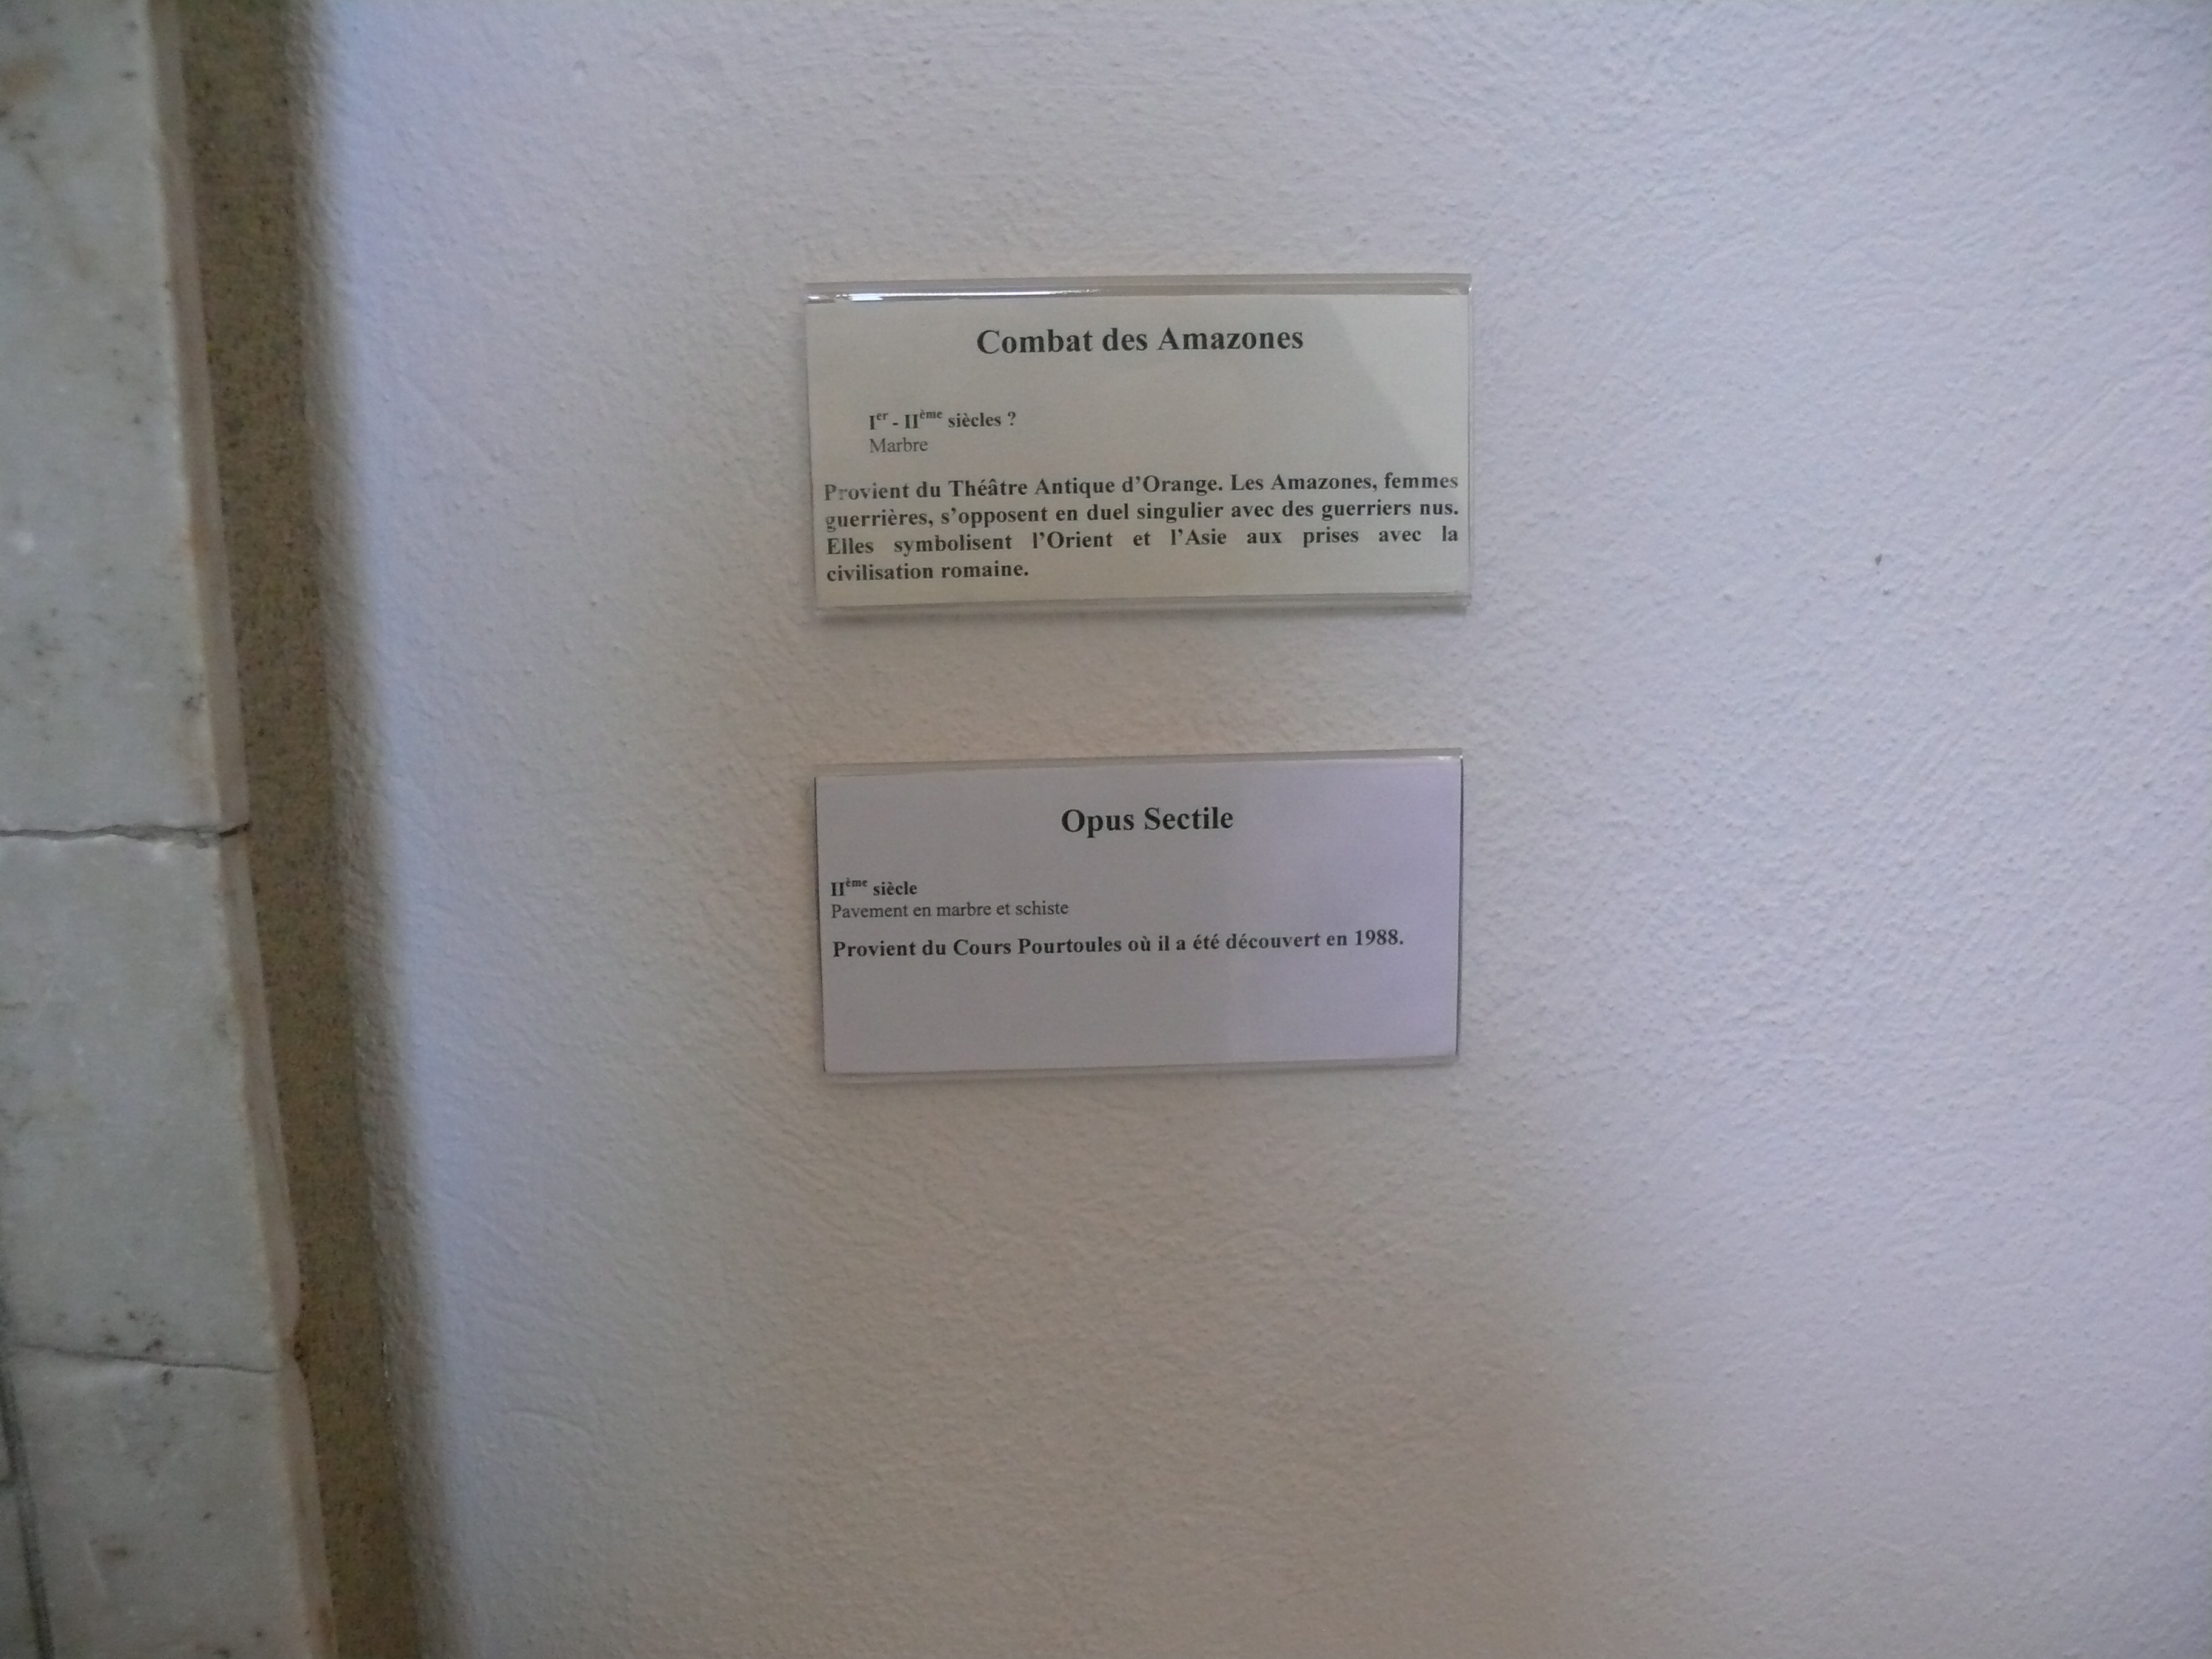 Combat des Amazones
Iᵉʳ - IIᵉᵐᵉ siècles ?
Marbre
Provient du Théâtre Antique d’Orange. Les Amazones, femmes
guerrières, s’opposent en duel singulier avec des guerriers nus.
Elles symbolisent l’Orient et l’Asie aux prises avec la
civilisation romaine.
Opus Sectile
IIème siècle
Pavement en marbre et schiste
Provient du Cours Pourtoules où il a été découvert en 1988.